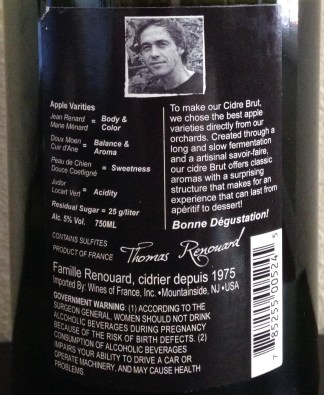 Apple Varities
Jean Renard
Marie Ménard = Body & Color
Doux Moen
Cuir d'Ane = Balance & Aroma
Peau de Chien
Douce Coetligné = Sweetness
Judor
Locart Vert = Acidity
Residual Sugar = 25 g/liter
Alc. 5% Vol. 750ML
To make our Cidre Brut,
we chose the best apple
varieties directly from our
orchards. Created through a
long and slow fermentation
and a artisinal savoir-faire,
our cidre Brut offers classic
aromas with a surprising
structure that makes for an
experience that can last from
apéritif to dessert!
Bonne Dégustation!
CONTAINS SULFITES
PRODUCT OF FRANCE
Thomas Renouard
Famille Renouard, cidrier depuis 1975
Imported By: Wines of France, Inc. •Mountainside, NJ •USA
GOVERNMENT WARNING: (1) ACCORDING TO THE
SURGEON GENERAL, WOMEN SHOULD NOT DRINK
ALCOHOLIC BEVERAGES DURING PREGNANCY
BECAUSE OF THE RISK OF BIRTH DEFECTS. (2)
CONSUMPTION OF ALCOHOLIC BEVERAGES
IMPAIRS YOUR ABILITY TO DRIVE A CAR OR
OPERATE MACHINERY, AND MAY CAUSE HEALTH
PROBLEMS.
7 85255 00524 5